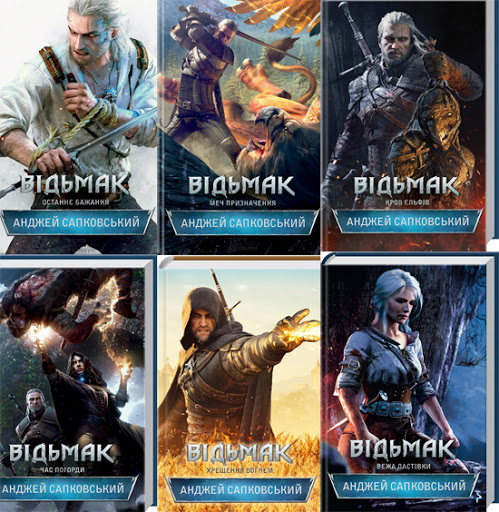 ВІДЬМАК
ОСТАННЄ БАЖАННЯ
АНДЖЕЙ САПКОВСЬКИЙ
ВІДЬМАК
МЕЧ ПРИЗНАЧЕННЯ
АНДЖЕЙ САПКОВСЬКИЙ
ВІДЬМАК
КРОВ ЕЛЬФІВ
АНДЖЕЙ САПКОВСЬКИЙ
ВІДЬМАК
ЧАС ПОГОРДИ
АНДЖЕЙ САПКОВСЬКИЙ
ВІДЬМАК
ХРЕЩЕННЯ ВОГНЕМ
АНДЖЕЙ САПКОВСЬКИЙ
ВІДЬМАК
ВЕЖА ЛАСТІВКИ
АНДЖЕЙ САПКОВСЬКИЙ